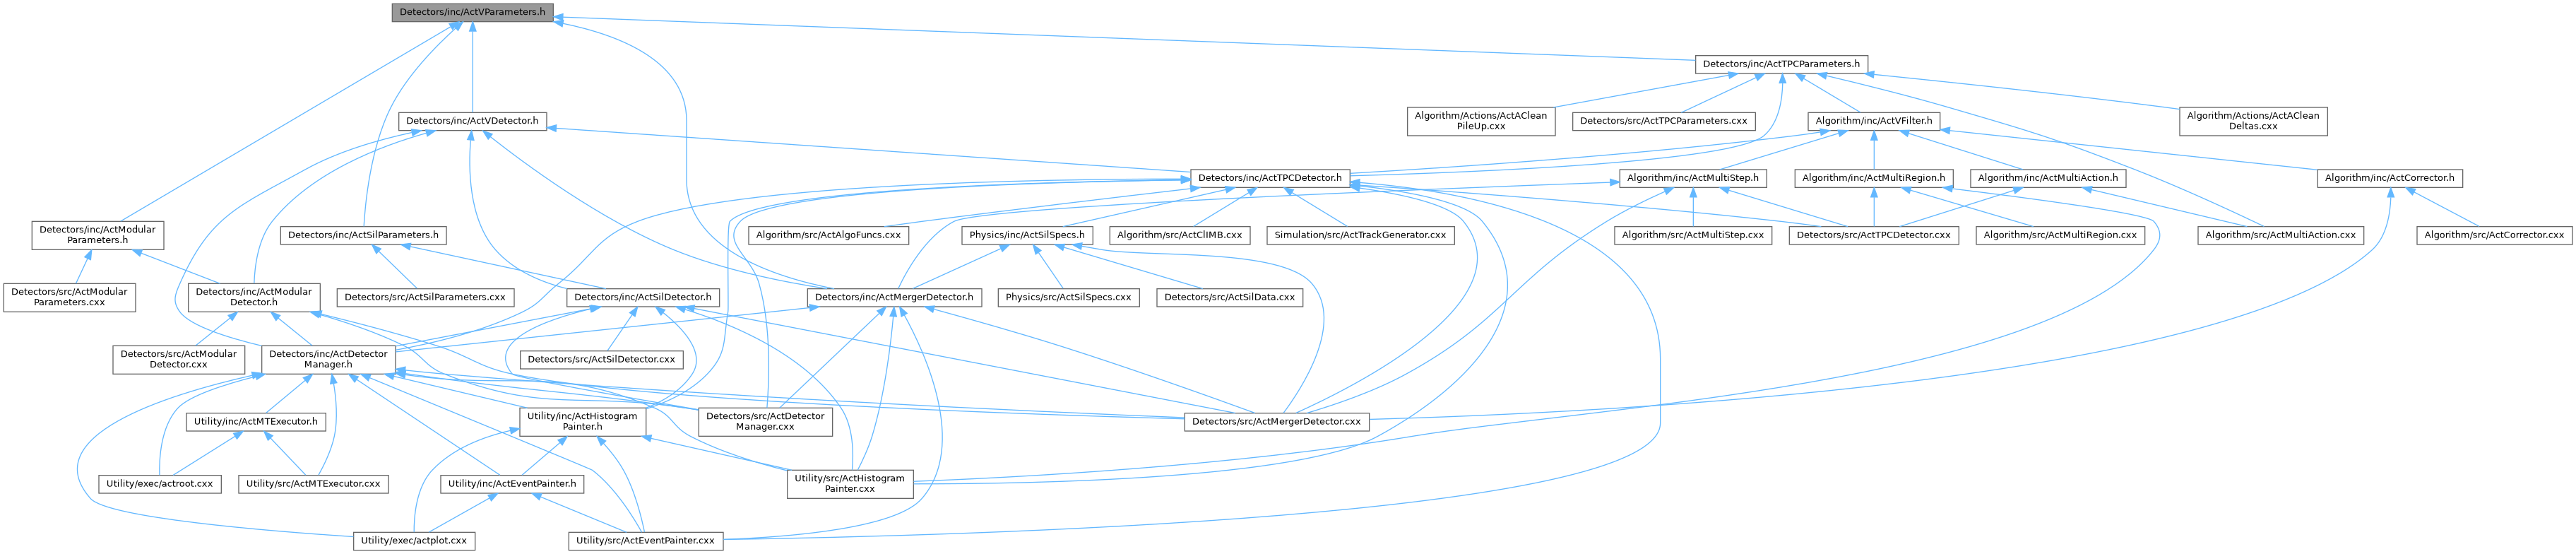 Detectors/inc/ActVParameters.h
Detectors/inc/ActTPCParameters.h
Detectors/inc/ActVDetector.h
Algorithm/Actions/ActAClean
PileUp.cxx
Detectors/src/ActTPCParameters.cxx
Algorithm/inc/ActVFilter.h
Algorithm/Actions/ActAClean
Deltas.cxx
Detectors/inc/ActTPCDetector.h
Algorithm/inc/ActMultiStep.h
Algorithm/inc/ActMultiRegion.h
Algorithm/inc/ActMultiAction.h
Algorithm/inc/ActCorrector.h
Detectors/inc/ActModular
Parameters.h
Detectors/inc/ActSilParameters.h
Algorithm/src/ActAlgoFuncs.cxx
Physics/inc/ActSilSpecs.h
Algorithm/src/ActClIMB.cxx
Simulation/src/ActTrackGenerator.cxx
Algorithm/src/ActMultiStep.cxx
Detectors/src/ActTPCDetector.cxx
Algorithm/src/ActMultiRegion.cxx
Algorithm/src/ActMultiAction.cxx
Algorithm/src/ActCorrector.cxx
Detectors/src/ActModular
Parameters.cxx
Detectors/inc/ActModular
Detector.h
Detectors/src/ActSilParameters.cxx
Detectors/inc/ActSilDetector.h
Detectors/inc/ActMergerDetector.h
Physics/src/ActSilSpecs.cxx
Detectors/src/ActSilData.cxx
Detectors/src/ActModular
Detector.cxx
Detectors/inc/ActDetector
Manager.h
Detectors/src/ActSilDetector.cxx
Utility/inc/ActMTExecutor.h
Utility/inc/ActHistogram
Painter.h
Detectors/src/ActDetector
Manager.cxx
Detectors/src/ActMergerDetector.cxx
Utility/exec/actroot.cxx
Utility/src/ActMTExecutor.cxx
Utility/inc/ActEventPainter.h
Utility/src/ActHistogram
Painter.cxx
Utility/exec/actplot.cxx
Utility/src/ActEventPainter.cxx